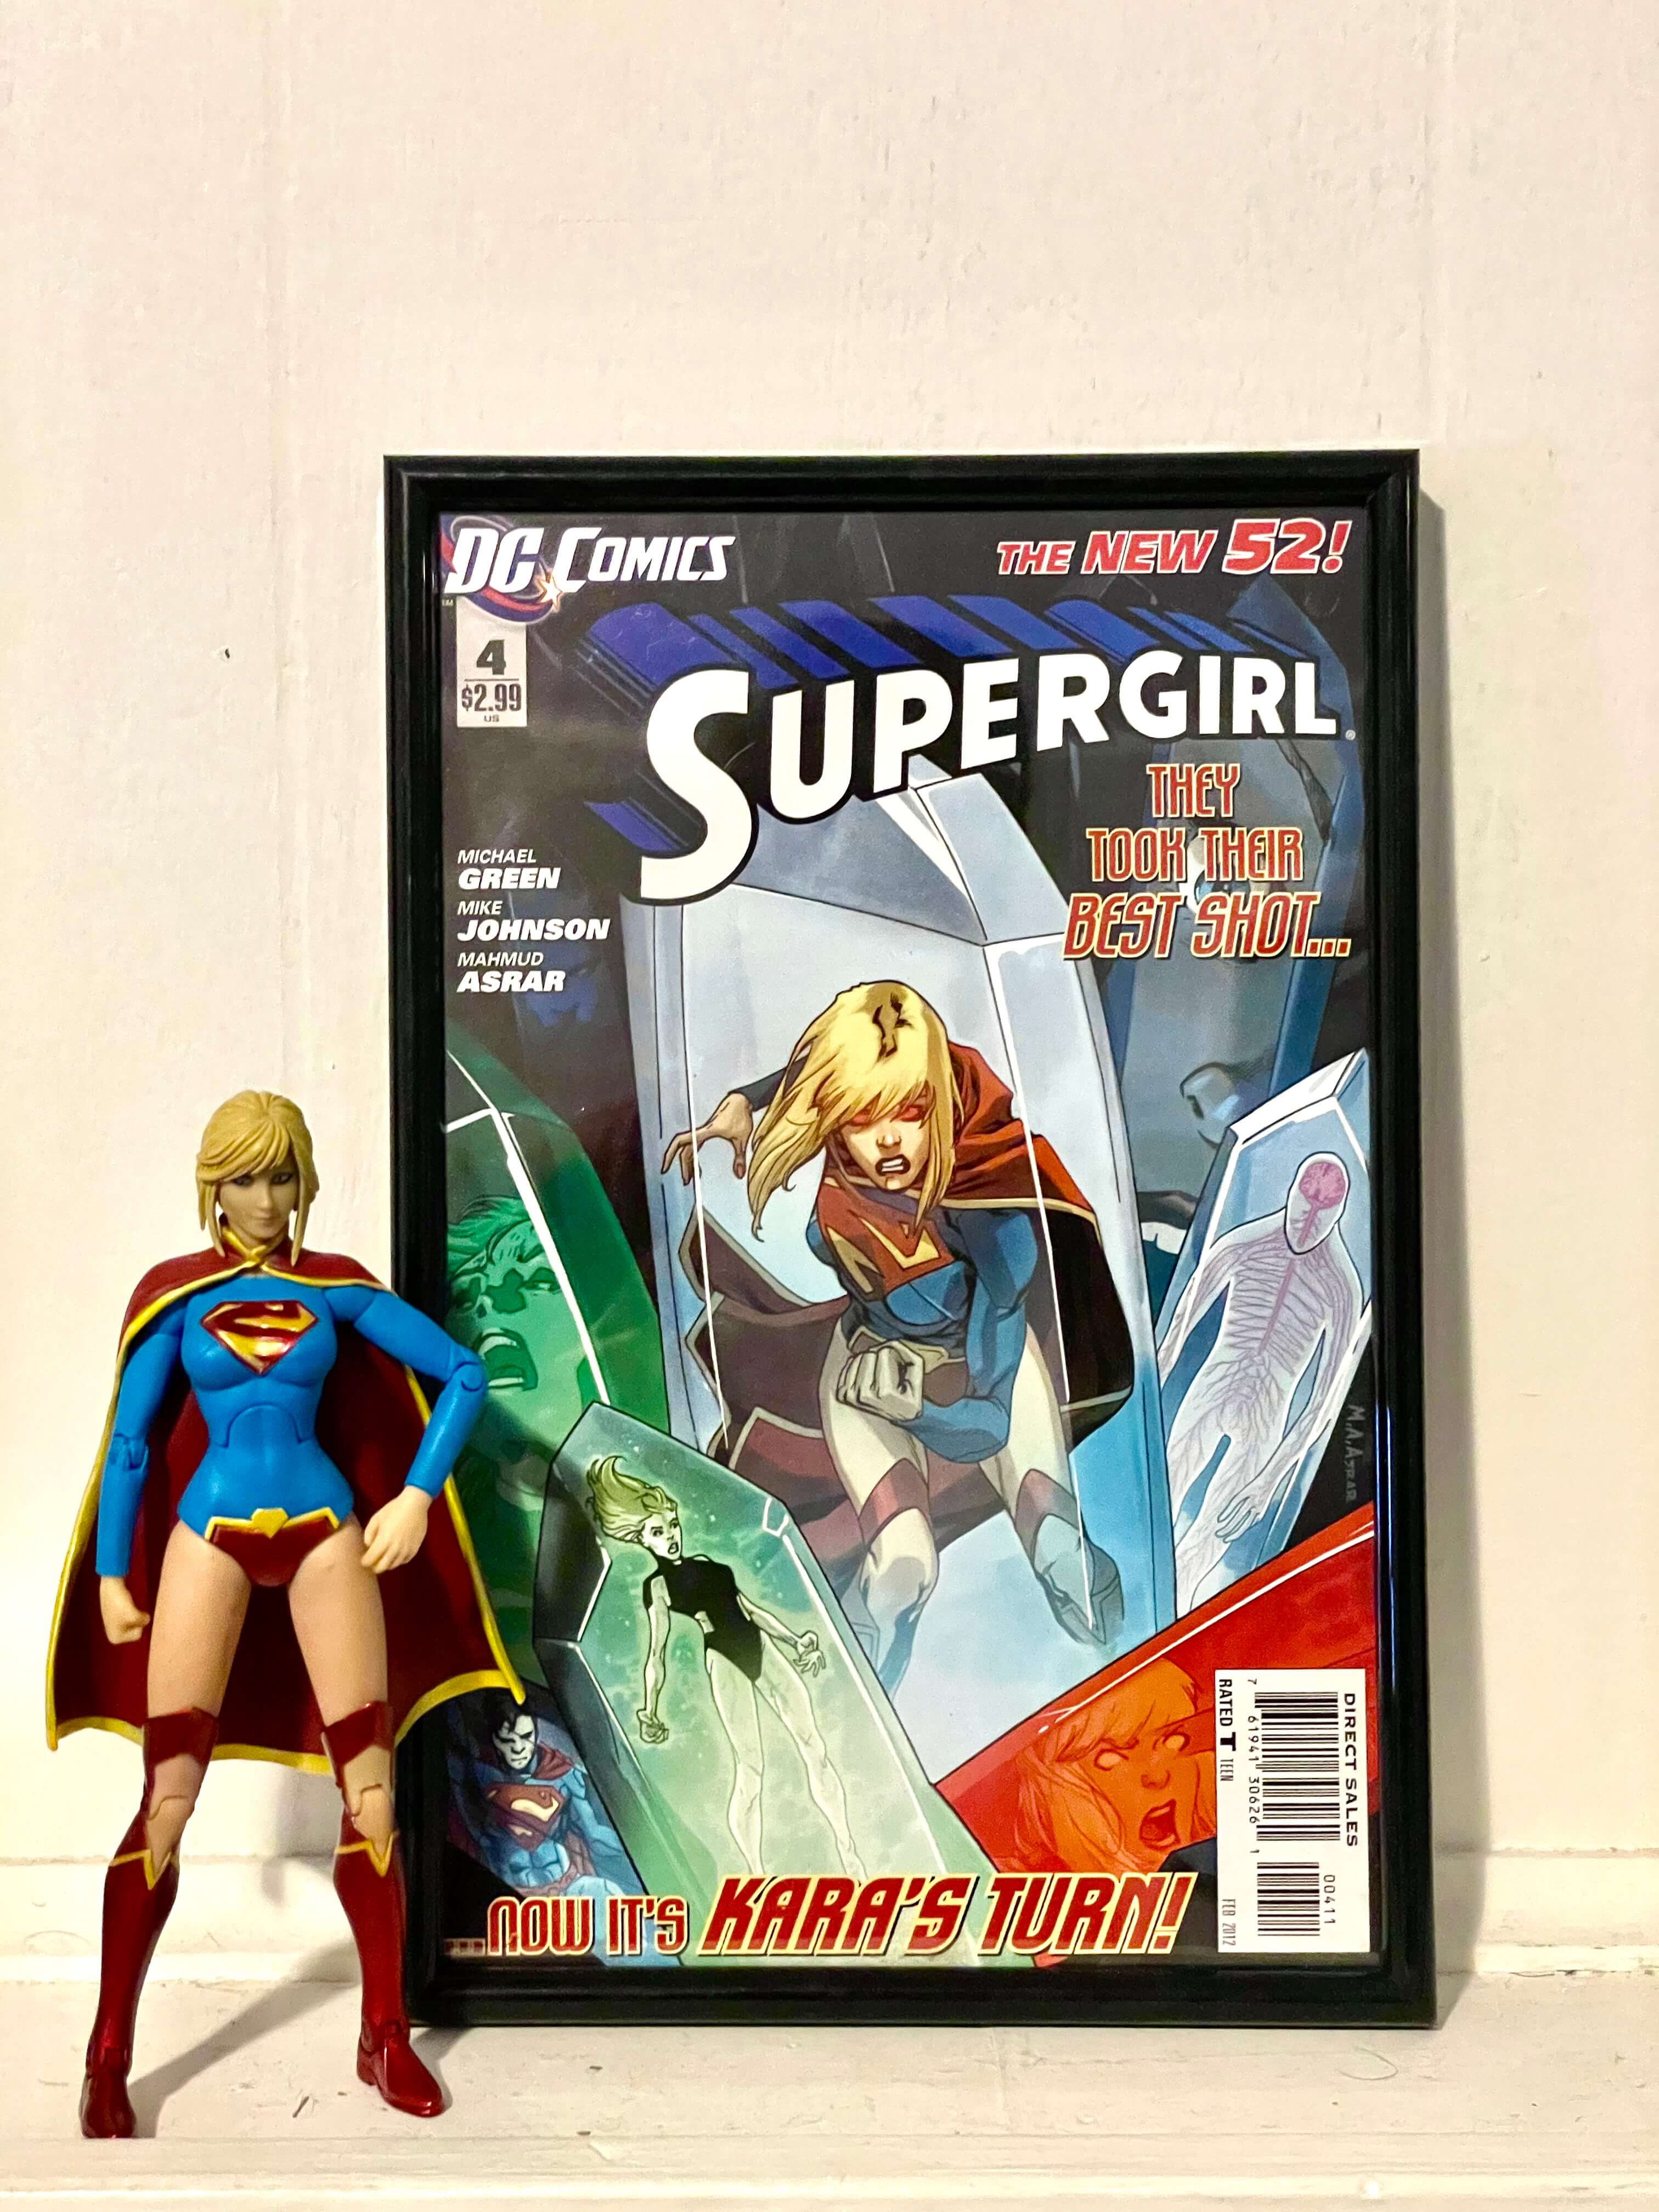 DC COMICS
THE NEW 52!
TM
4
$2.99
US
SUPERGIRL®
THEY
TOOK THEIR
BEST SHOT...
MICHAEL
GREEN
MIKE
JOHNSON
MAHMUD
ASRAR
M.A.ASRAR
NOW IT'S KARA'S TURN!
RATED T TEEN
7 61941 30626 1
00411
DIRECT SALES
FEB 2012